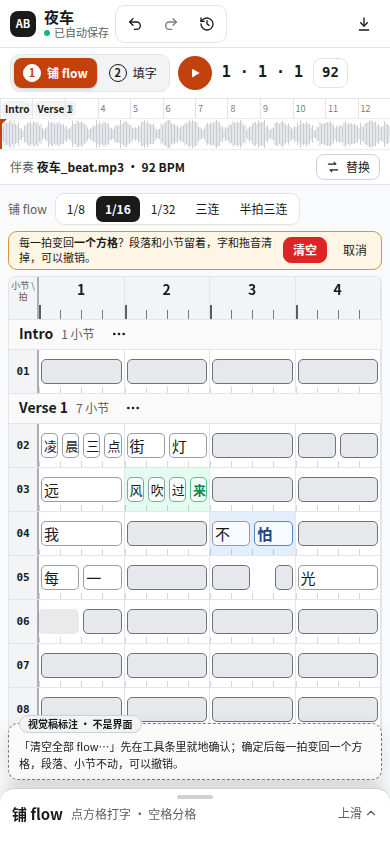 AB
夜车
已自动保存
1 铺 flow
2 填字
1 · 1 · 1
92
Intro
Verse 1
4 5 6 7 8 9 10 11 12
伴奏 夜车_beat.mp3 · 92 BPM
替换
铺 flow
1/8 1/16 1/32 三连 半拍三连
每一拍变回一个方格？段落和小节留着，字和拖音清
掉，可以撤销。
清空 取消
小节 \
拍
1 2 3 4
Intro 1 小节 ···
01
Verse 1 7 小节 ···
02 凌 晨 三 点 街 灯
03 远 风 吹 过 来
04 我 不 怕
05 每 一 光
06
07
08
视觉稿标注 · 不是界面
「清空全部 flow…」先在工具条里就地确认；确定后每一拍变回一个方
格，段落、小节不动，可以撤销。
铺 flow 点方格打字 · 空格分格 上滑